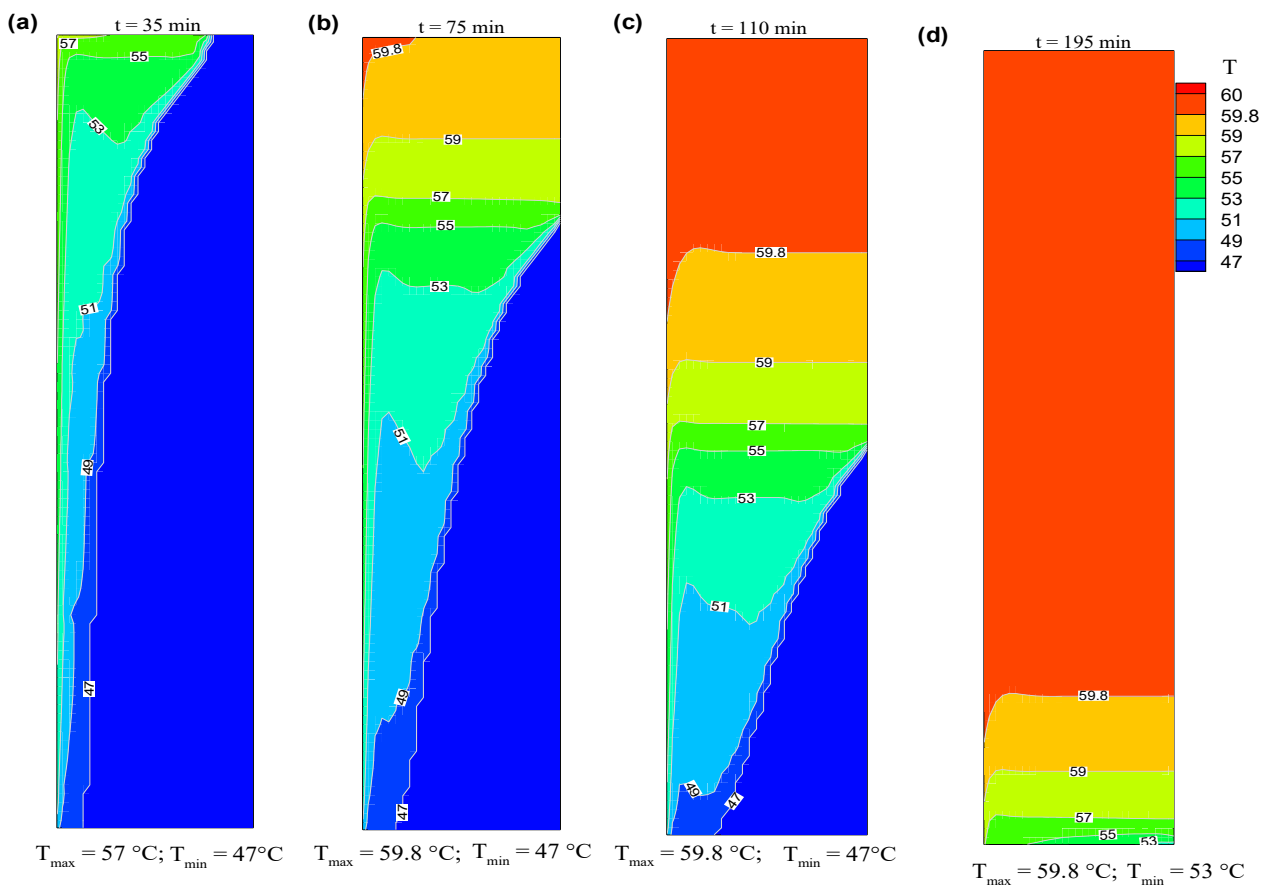 (a)
t = 35 min
57
55
53
51
49
47
T_max = 57 °C; T_min = 47°C
(b)
t = 75 min
59.8
59
57
55
53
51
49
47
T_max = 59.8 °C; T_min = 47 °C
(c)
t = 110 min
59.8
59
57
55
53
51
49
47
T_max = 59.8 °C; T_min = 47°C
(d)
t = 195 min
59.8
59
57
55
53
T_max = 59.8 °C; T_min = 53 °C
T
60
59.8
59
57
55
53
51
49
47